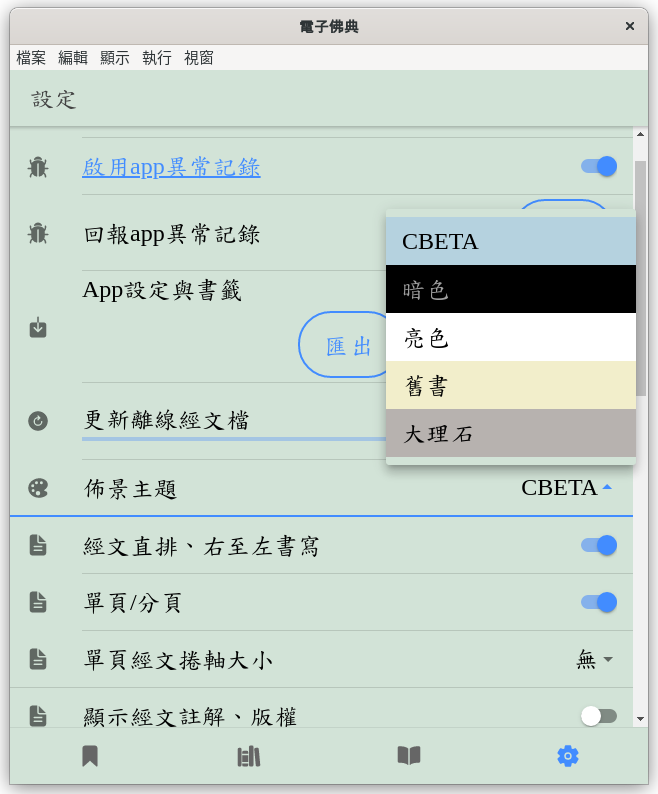 電子佛典
檔案 編輯 顯示 執行 視窗
設定
啟用app異常記錄
回報app異常記錄
App設定與書籤
匯出
更新離線經文檔
CBETA
暗色
亮色
舊書
大理石
佈景主題 CBETA
經文直排、右至左書寫
單頁/分頁
單頁經文捲軸大小 無
顯示經文註解、版權